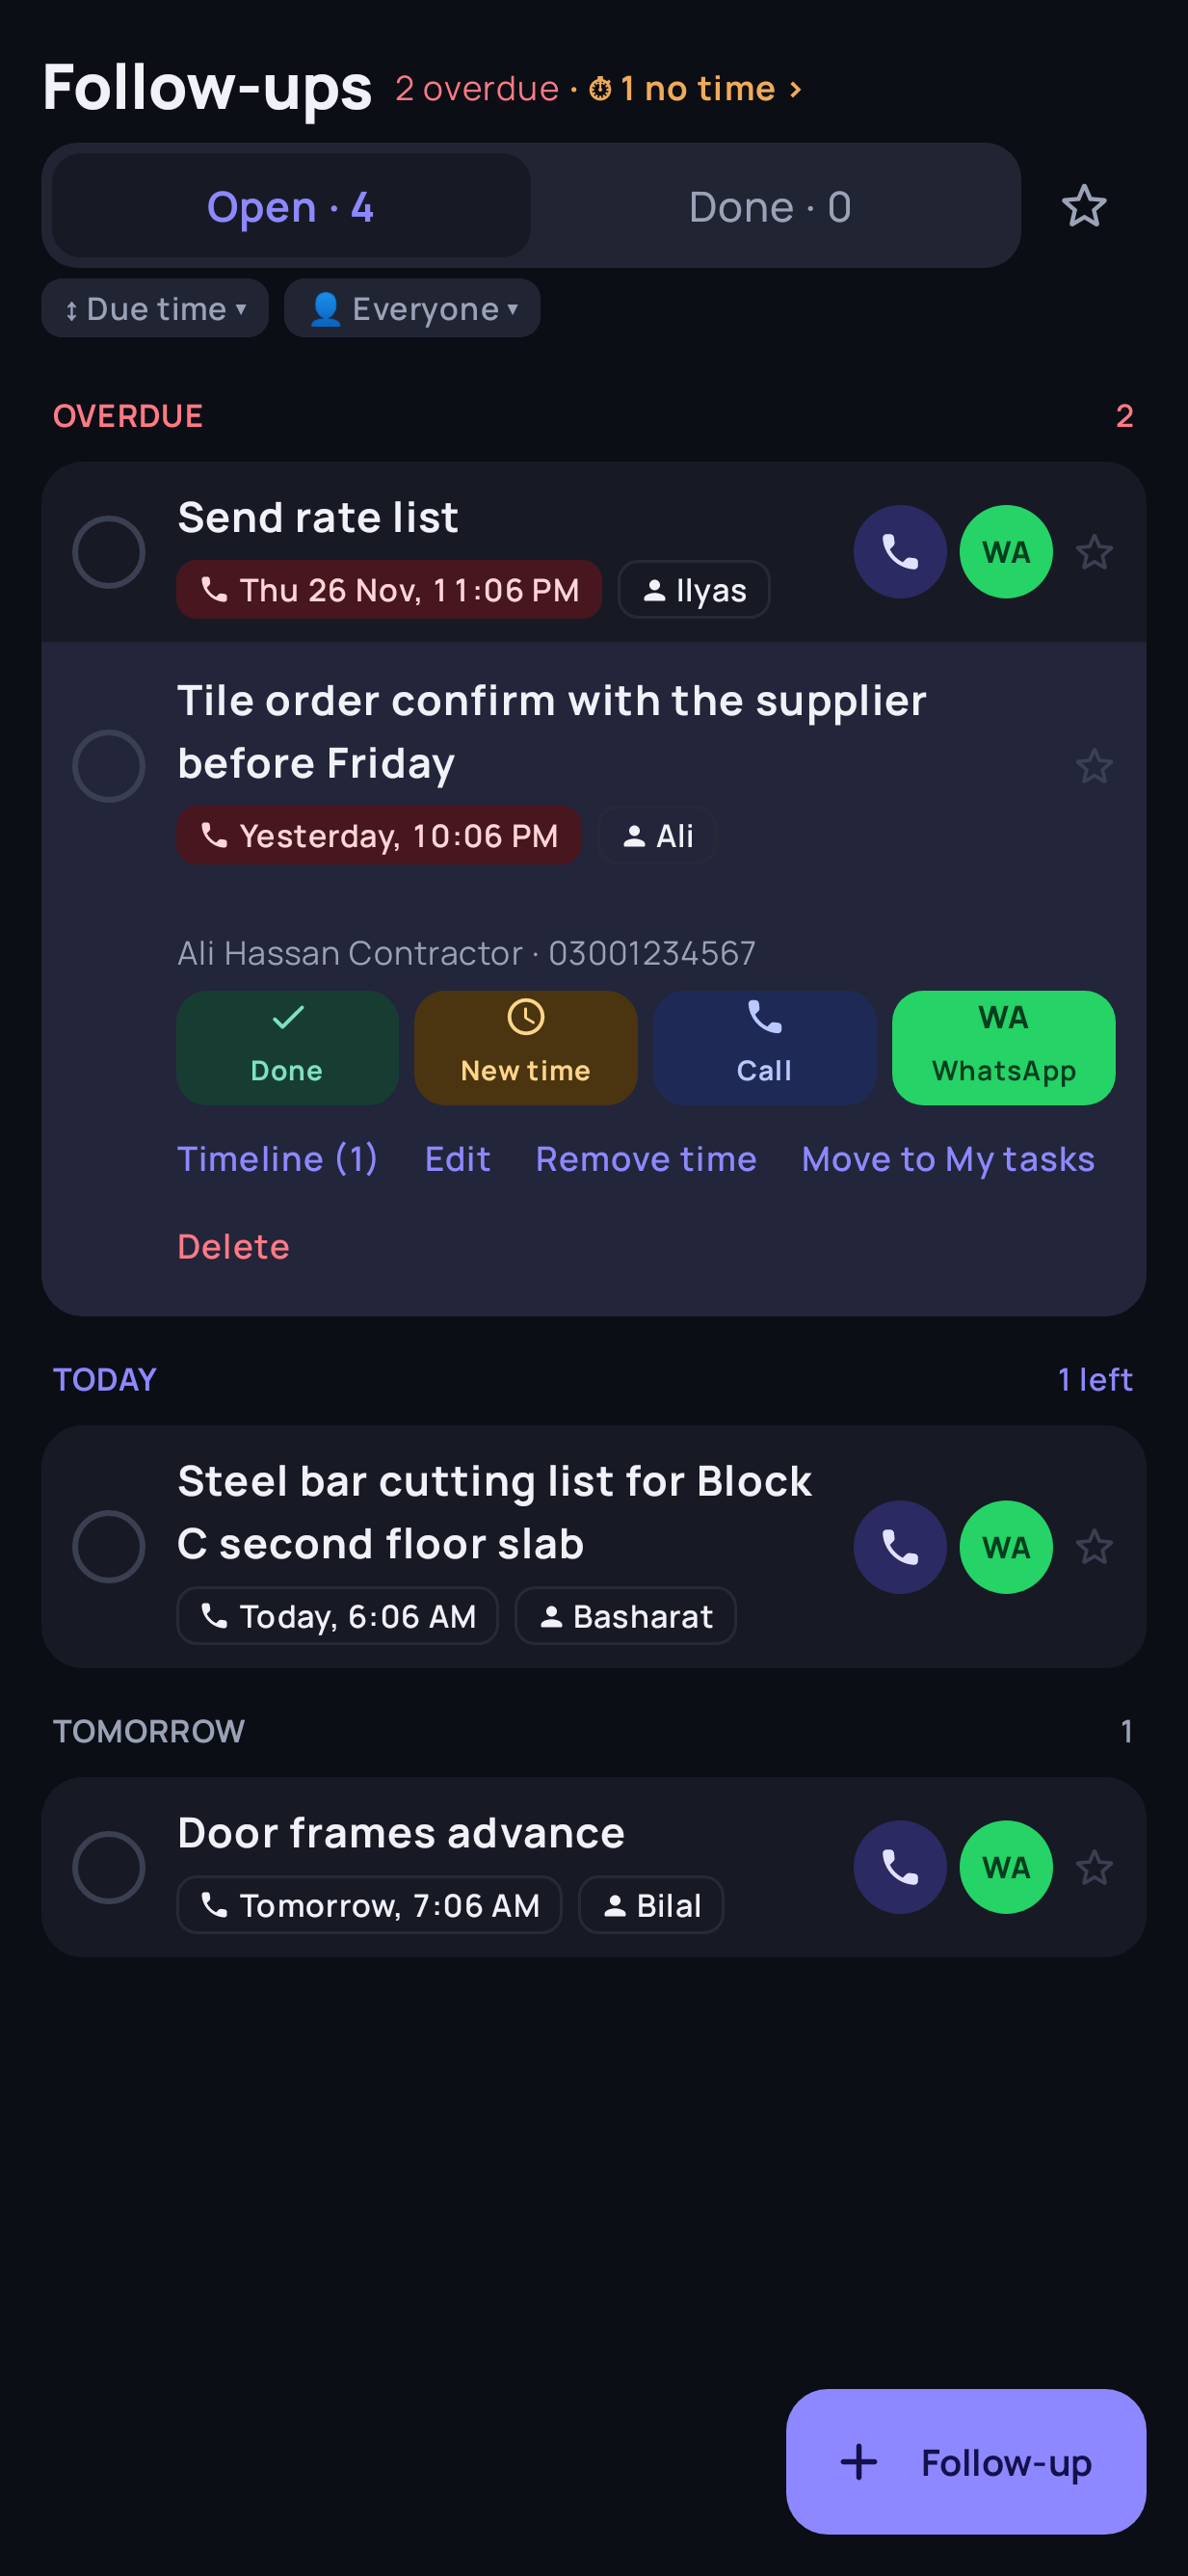 Follow-ups 2 overdue · ⏱ 1 no time ›
Open · 4 Done · 0
↕ Due time ▾ 👤 Everyone ▾
OVERDUE 2
Send rate list
Thu 26 Nov, 11:06 PM Ilyas
WA
Tile order confirm with the supplier
before Friday
Yesterday, 10:06 PM Ali
Ali Hassan Contractor · 03001234567
WA
Done New time Call WhatsApp
Timeline (1) Edit Remove time Move to My tasks
Delete
TODAY 1 left
Steel bar cutting list for Block
C second floor slab
WA
Today, 6:06 AM Basharat
TOMORROW 1
Door frames advance
WA
Tomorrow, 7:06 AM Bilal
+ Follow-up